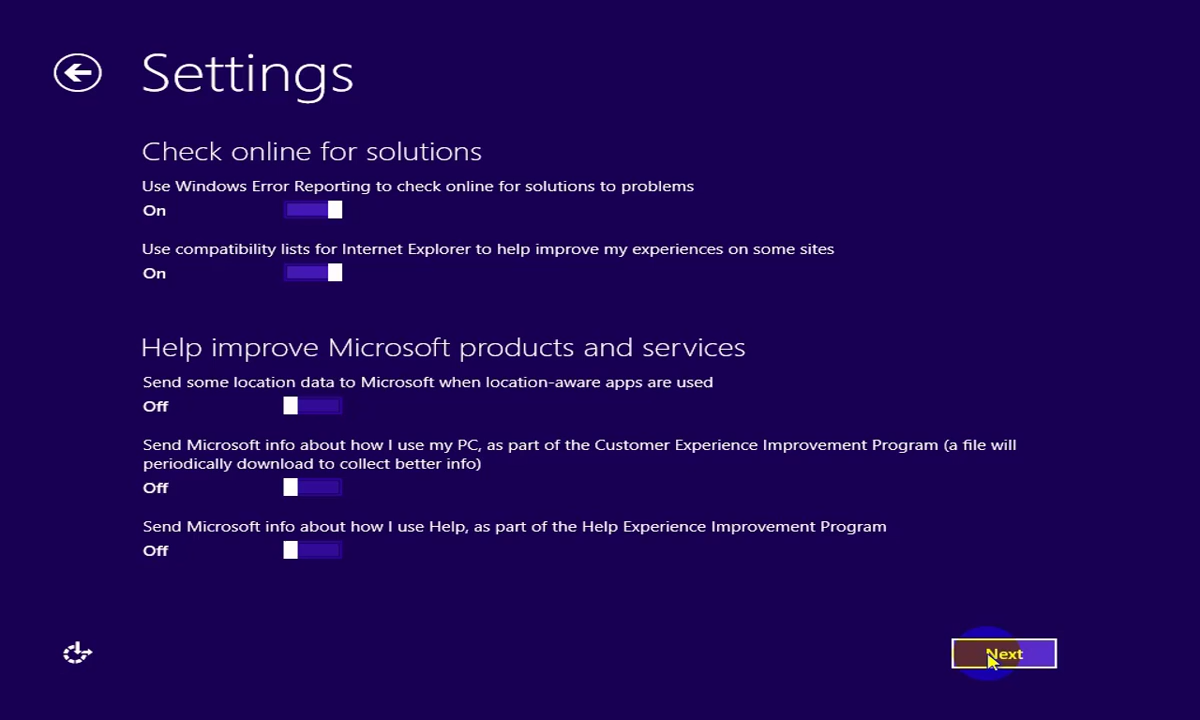 Settings
Check online for solutions
Use Windows Error Reporting to check online for solutions to problems
On
Use compatibility lists for Internet Explorer to help improve my experiences on some sites
On
Help improve Microsoft products and services
Send some location data to Microsoft when location-aware apps are used
Off
Send Microsoft info about how I use my PC, as part of the Customer Experience Improvement Program (a file will
periodically download to collect better info)
Off
Send Microsoft info about how I use Help, as part of the Help Experience Improvement Program
Off
Next